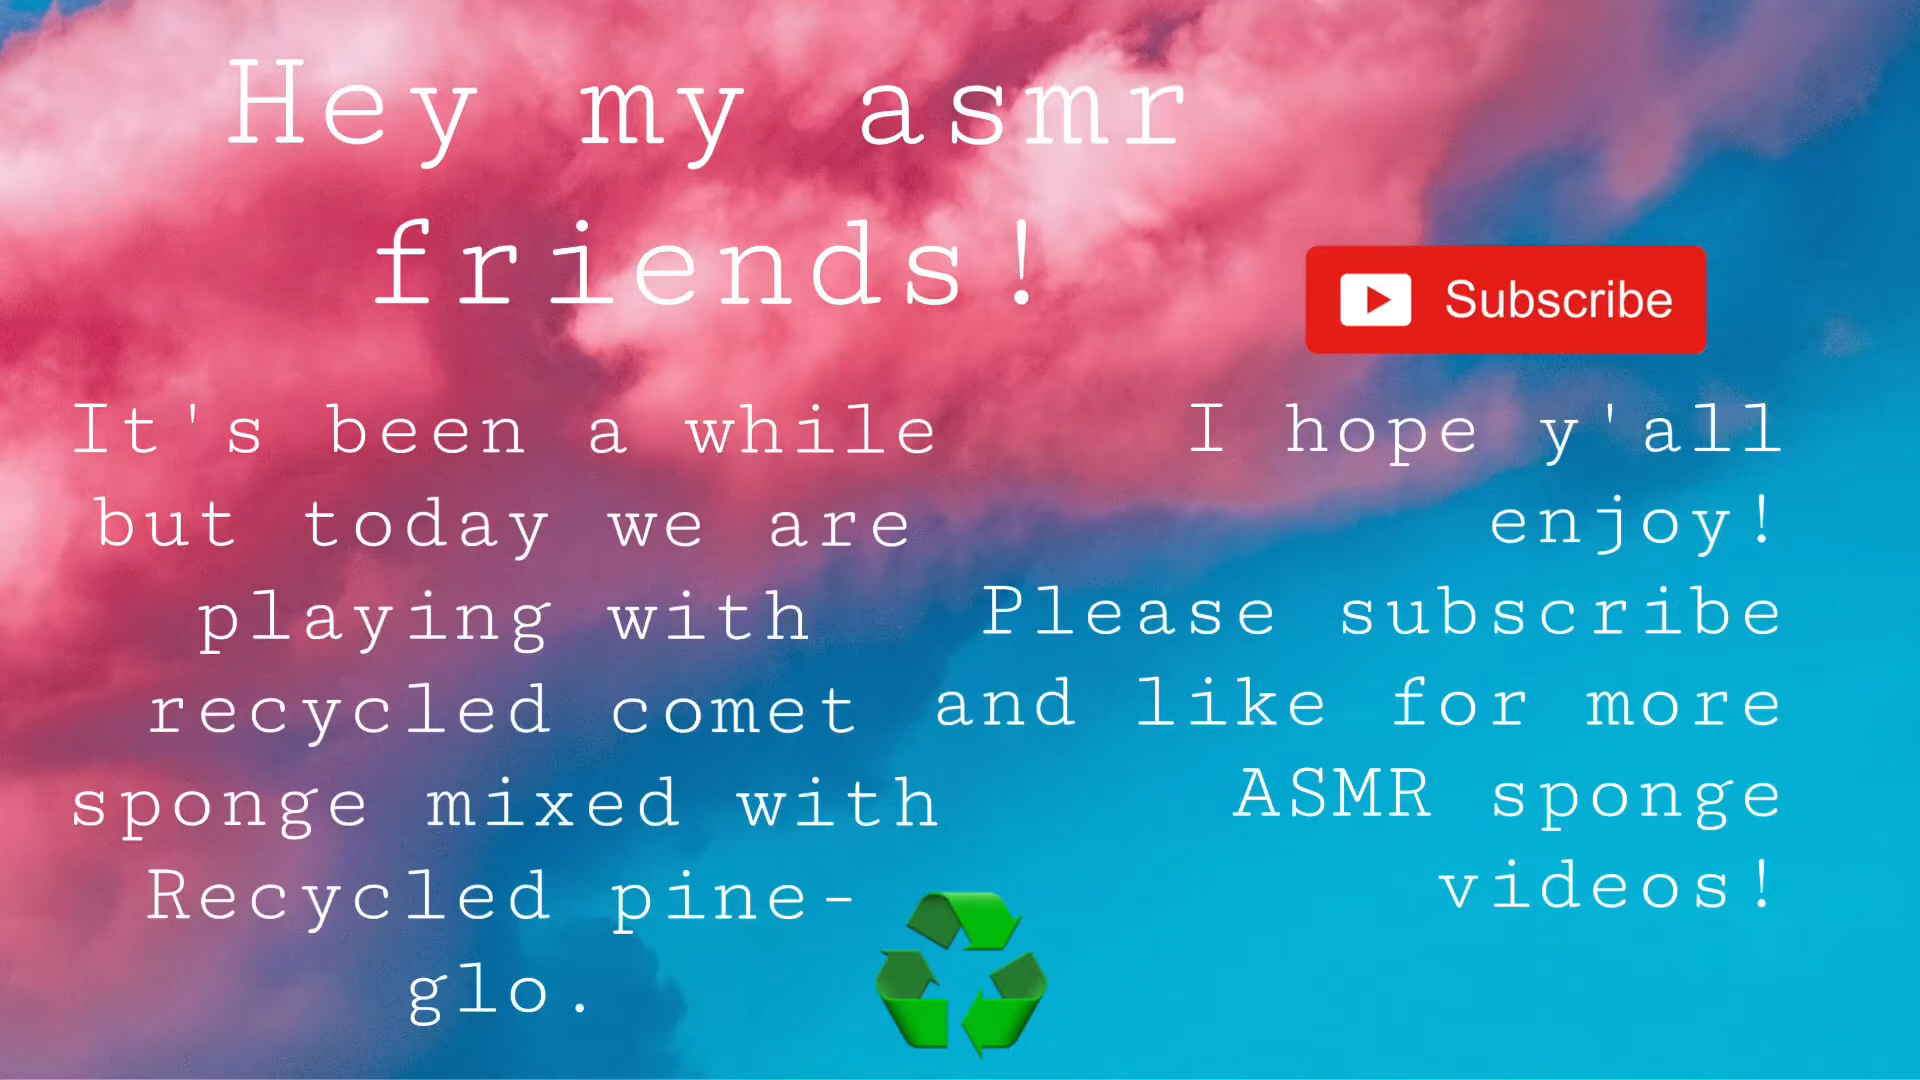 Hey my asmr
friends!
Subscribe
It's been a while
but today we are
playing with
recycled comet
sponge mixed with
Recycled pine-
glo.
I hope y'all
enjoy!
Please subscribe
and like for more
ASMR sponge
videos!